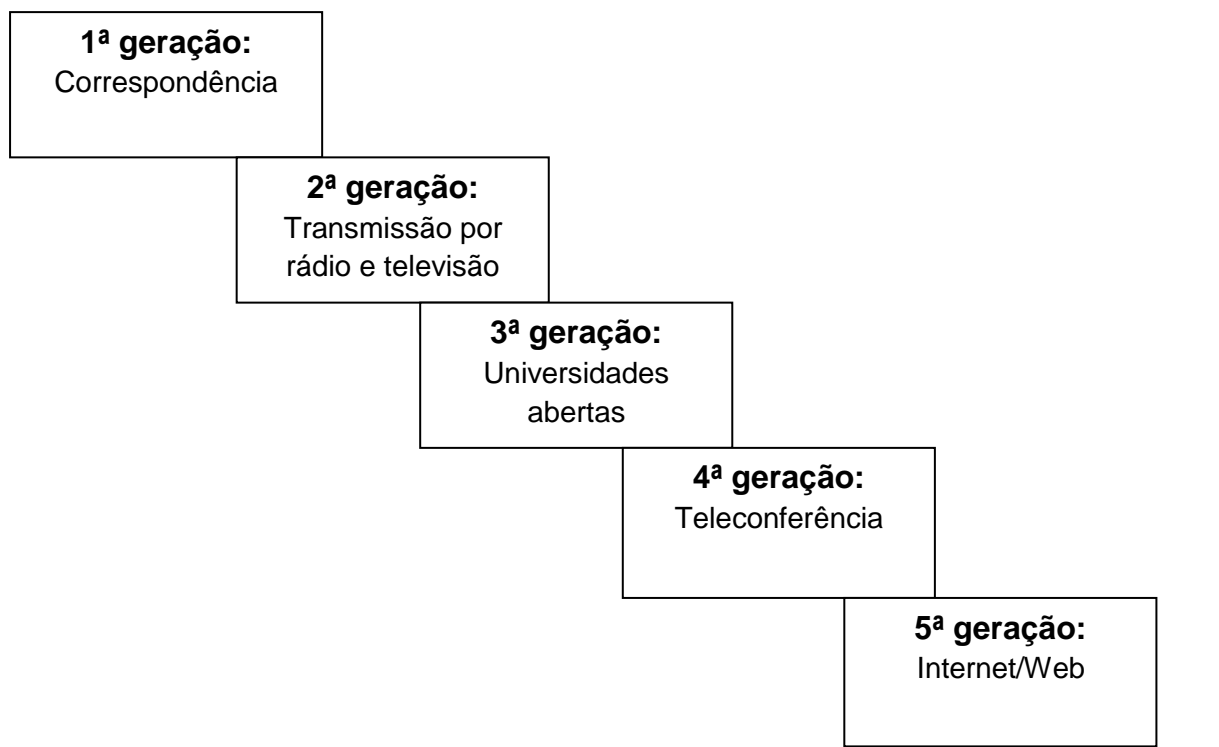 1ª geração:
Correspondência
2ª geração:
Transmissão por
rádio e televisão
3ª geração:
Universidades
abertas
4ª geração:
Teleconferência
5ª geração:
Internet/Web